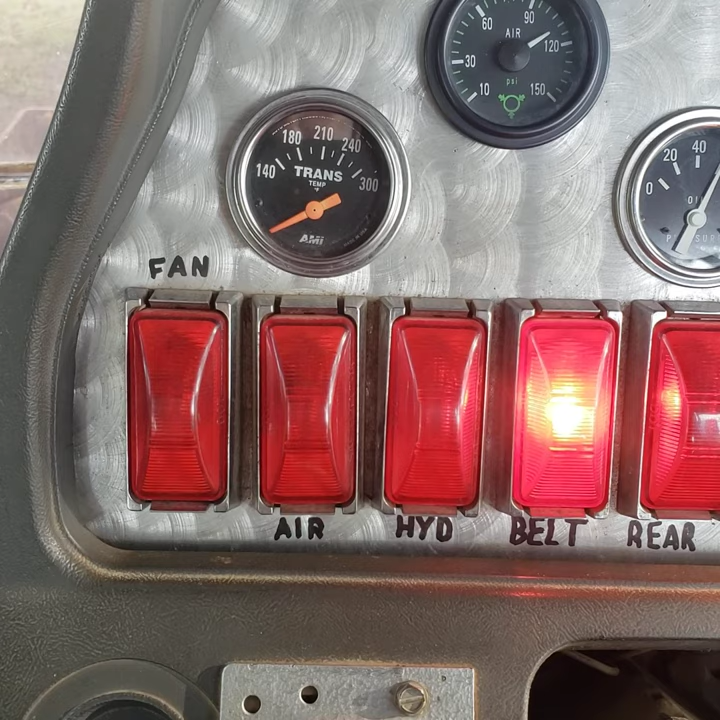 60 90
AIR
30 120
psi
10 150
180 210 240
140 300
TRANS
TEMP
°F
AMi
20 40
0
FAN
AIR HYD BELT REAR